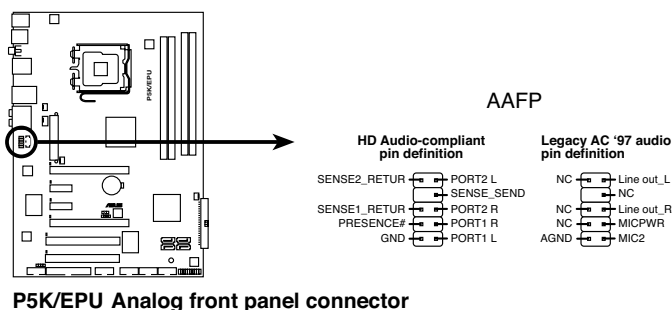 P5K/EPU
ASUS
AAFP
HD Audio-compliant
pin definition
SENSE2_RETUR
PORT2 L
SENSE_SEND
SENSE1_RETUR
PORT2 R
PRESENCE#
PORT1 R
GND
PORT1 L
Legacy AC ‘97 audio
pin definition
NC
Line out_L
NC
NC
Line out_R
NC
MICPWR
AGND
MIC2
P5K/EPU Analog front panel connector